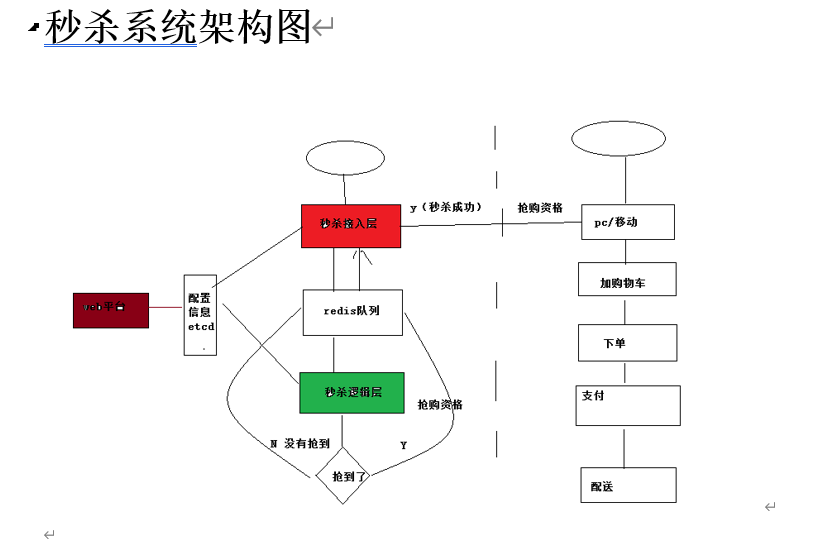 秒杀系统架构图
y（秒杀成功）
抢购资格
秒杀接入层
pc/移动
加购物车
配置
信息
etcd
.
web平台
redis队列
下单
秒杀逻辑层
支付
抢购资格
N 没有抢到
Y
抢到了
配送